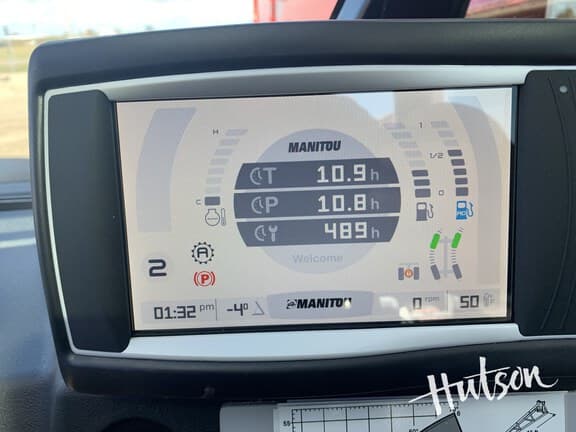 H
MANITOU
1
T 10.9 h
1/2
P 10.8 h
C
0
489 h
Welcome
2
A
P
01:32 pm
-4°
MANITOU
0 rpm
50 °F
Hutson